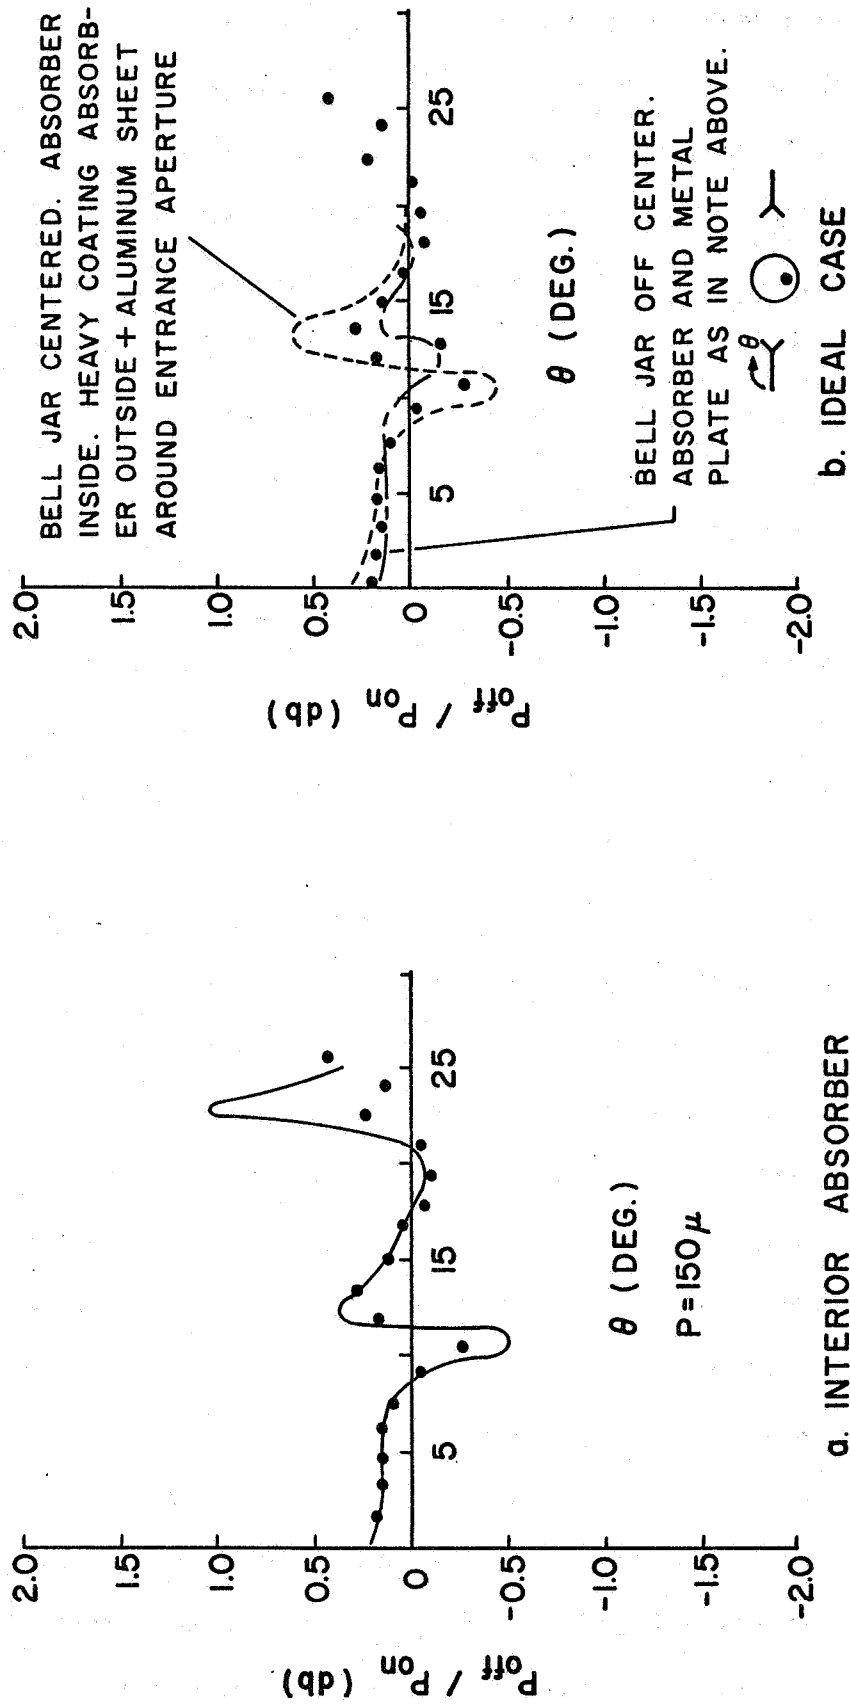 2.0
1.5
1.0
0.5
0
-0.5
-1.0
-1.5
-2.0
Poff / Pon (db)
5
15
25
θ (DEG.)
P=150μ
a. INTERIOR ABSORBER
2.0
1.5
1.0
0.5
0
-0.5
-1.0
-1.5
-2.0
Poff / Pon (db)
5
15
25
BELL JAR CENTERED. ABSORBER
INSIDE. HEAVY COATING ABSORB-
ER OUTSIDE + ALUMINUM SHEET
AROUND ENTRANCE APERTURE
θ (DEG.)
BELL JAR OFF CENTER.
ABSORBER AND METAL
PLATE AS IN NOTE ABOVE.
θ
b. IDEAL CASE